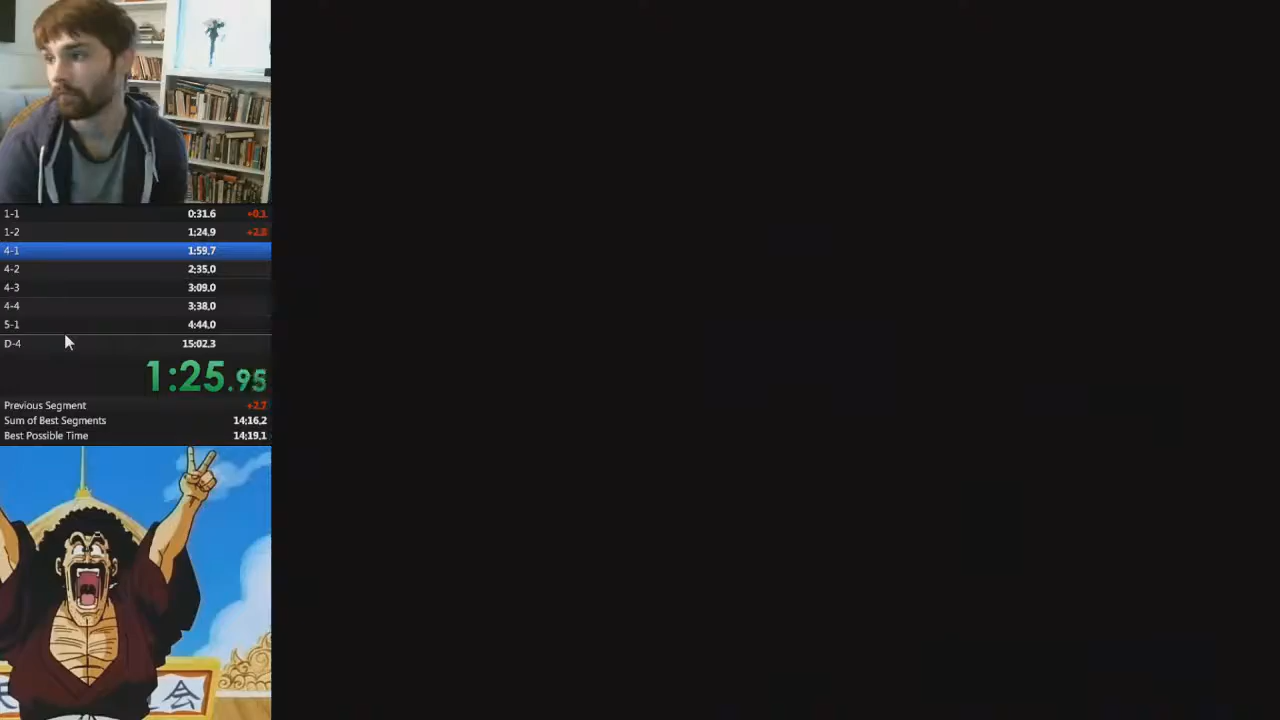 1-1 0:31.6 +0.1
1-2 1:24.9 +2.8
4-1 1:59.7
4-2 2:35.0
4-3 3:09.0
4-4 3:38.0
5-1 4:44.0
D-4 15:02.3
1:25.95
Previous Segment +2.7
Sum of Best Segments 14:16.2
Best Possible Time 14:19.1
会